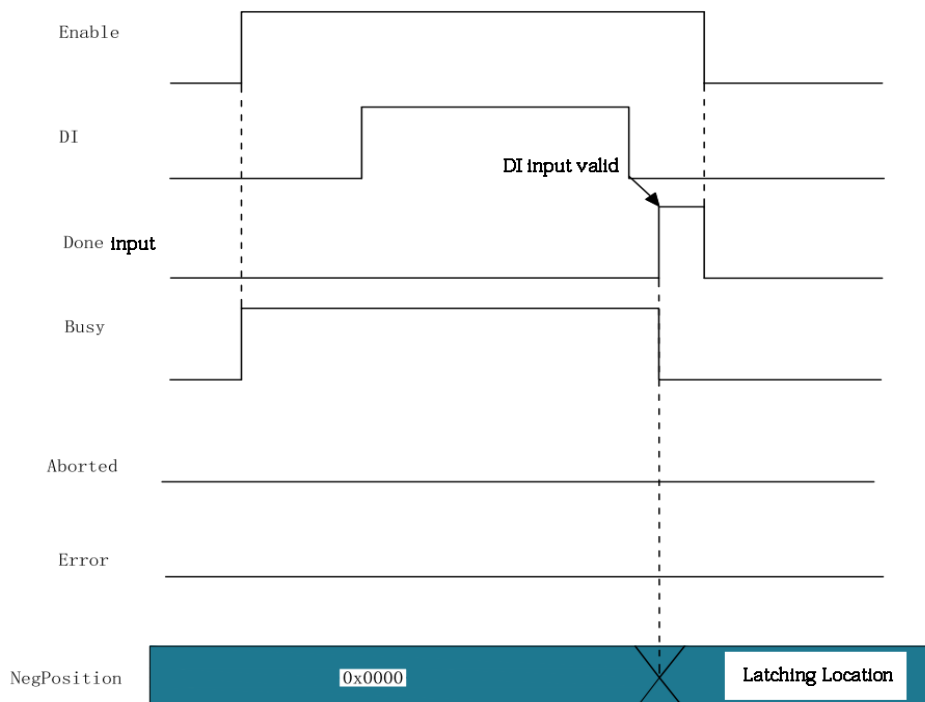 Enable
DI
DI input valid
Done input
Busy
Aborted
Error
NegPosition 0x0000 Latching Location